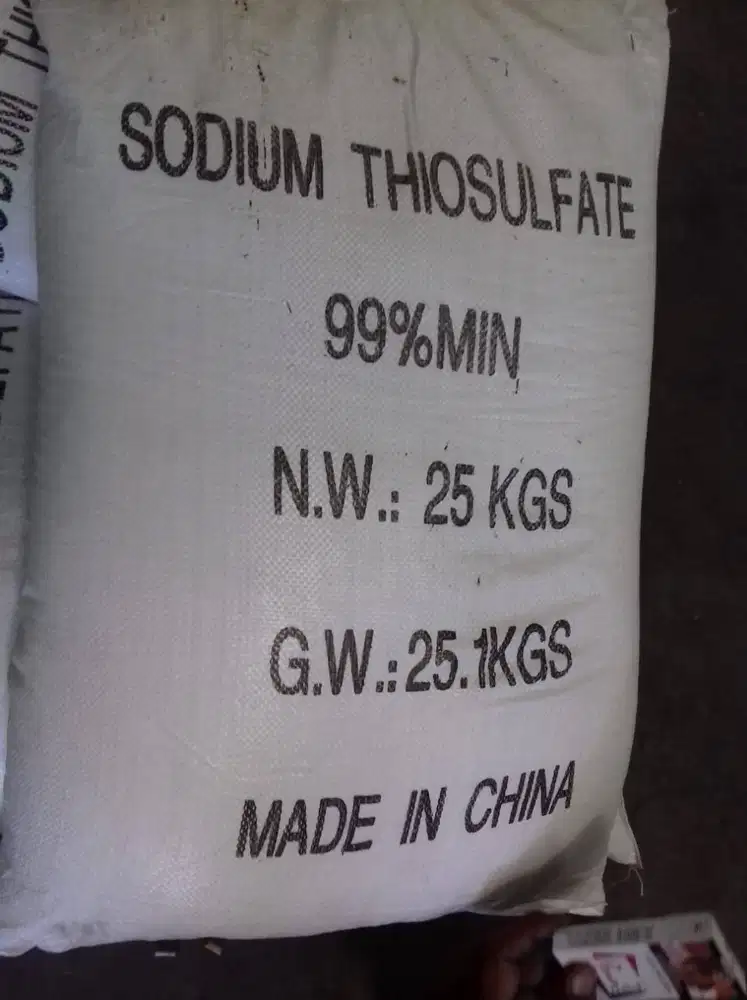 SODIUM THIOSULFATE
99%MIN
N.W.: 25 KGS
G.W.:25.1KGS
MADE IN CHINA